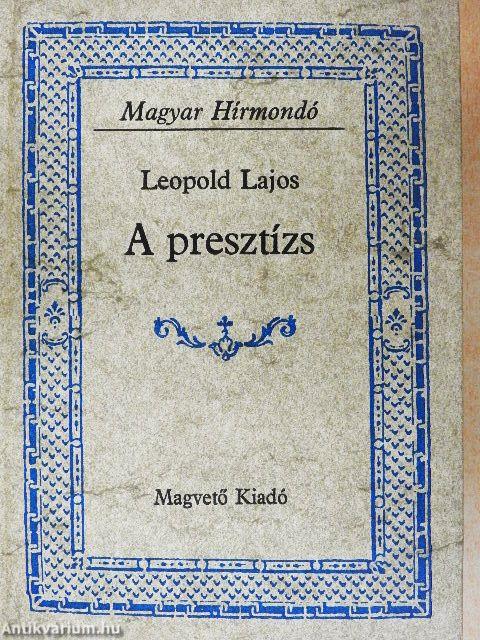 Magyar Hírmondó
Leopold Lajos
A presztízs
Magvető Kiadó
Antikvarium.hu